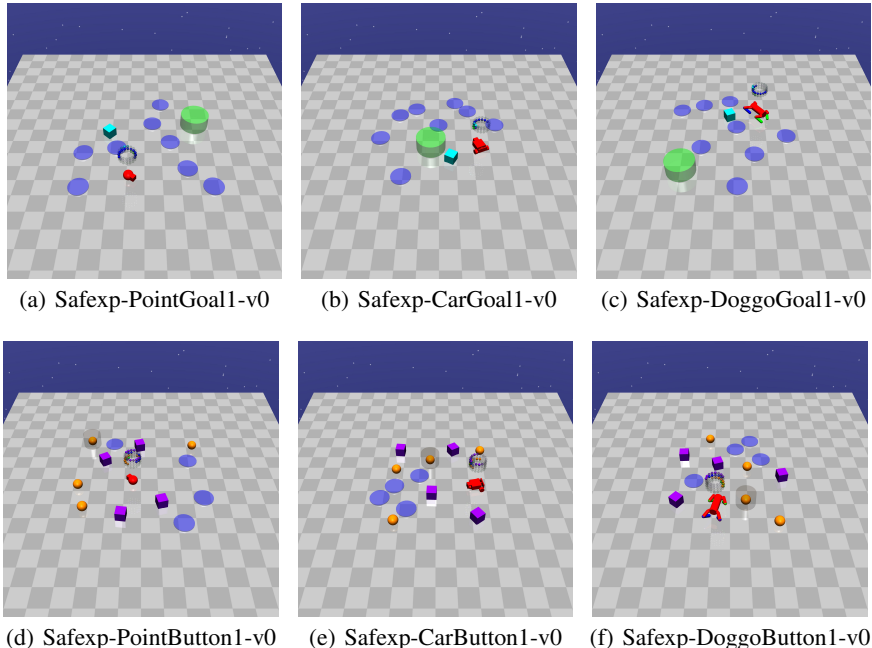 (a) Safexp-PointGoal1-v0
(b) Safexp-CarGoal1-v0
(c) Safexp-DoggoGoal1-v0
(d) Safexp-PointButton1-v0
(e) Safexp-CarButton1-v0
(f) Safexp-DoggoButton1-v0